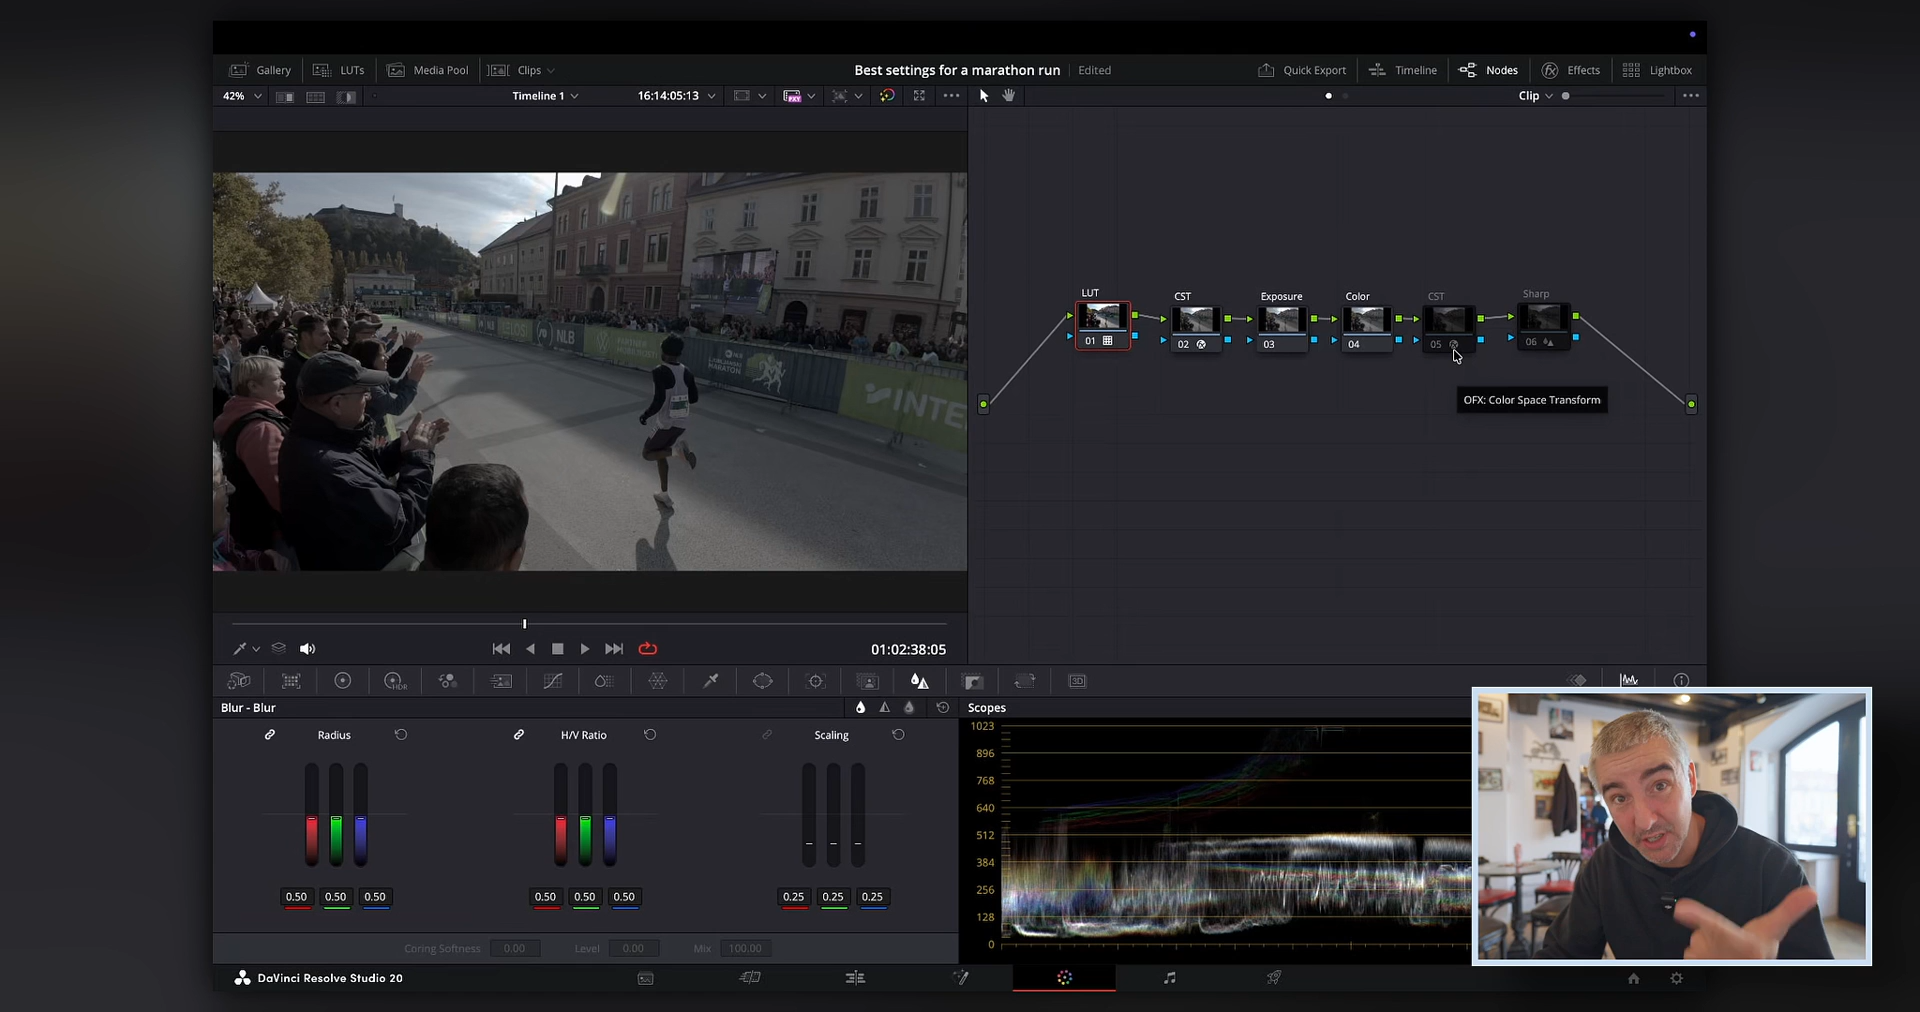 Gallery LUTs Media Pool Clips Best settings for a marathon run Edited Quick Export Timeline Nodes Effects Lightbox
42% Timeline 1 16:14:05:13 PXY Clip
LUT CST Exposure Color CST Sharp
01 02 03 04 05 06
OFX: Color Space Transform
NLB
INTE
01:02:38:05
HDR 3D
Blur - Blur Scopes
Radius H/V Ratio Scaling
0.50 0.50 0.50 0.50 0.50 0.50 0.25 0.25 0.25
Coring Softness 0.00 Level 0.00 Mix 100.00
1023
896
768
640
512
384
256
128
0
DaVinci Resolve Studio 20